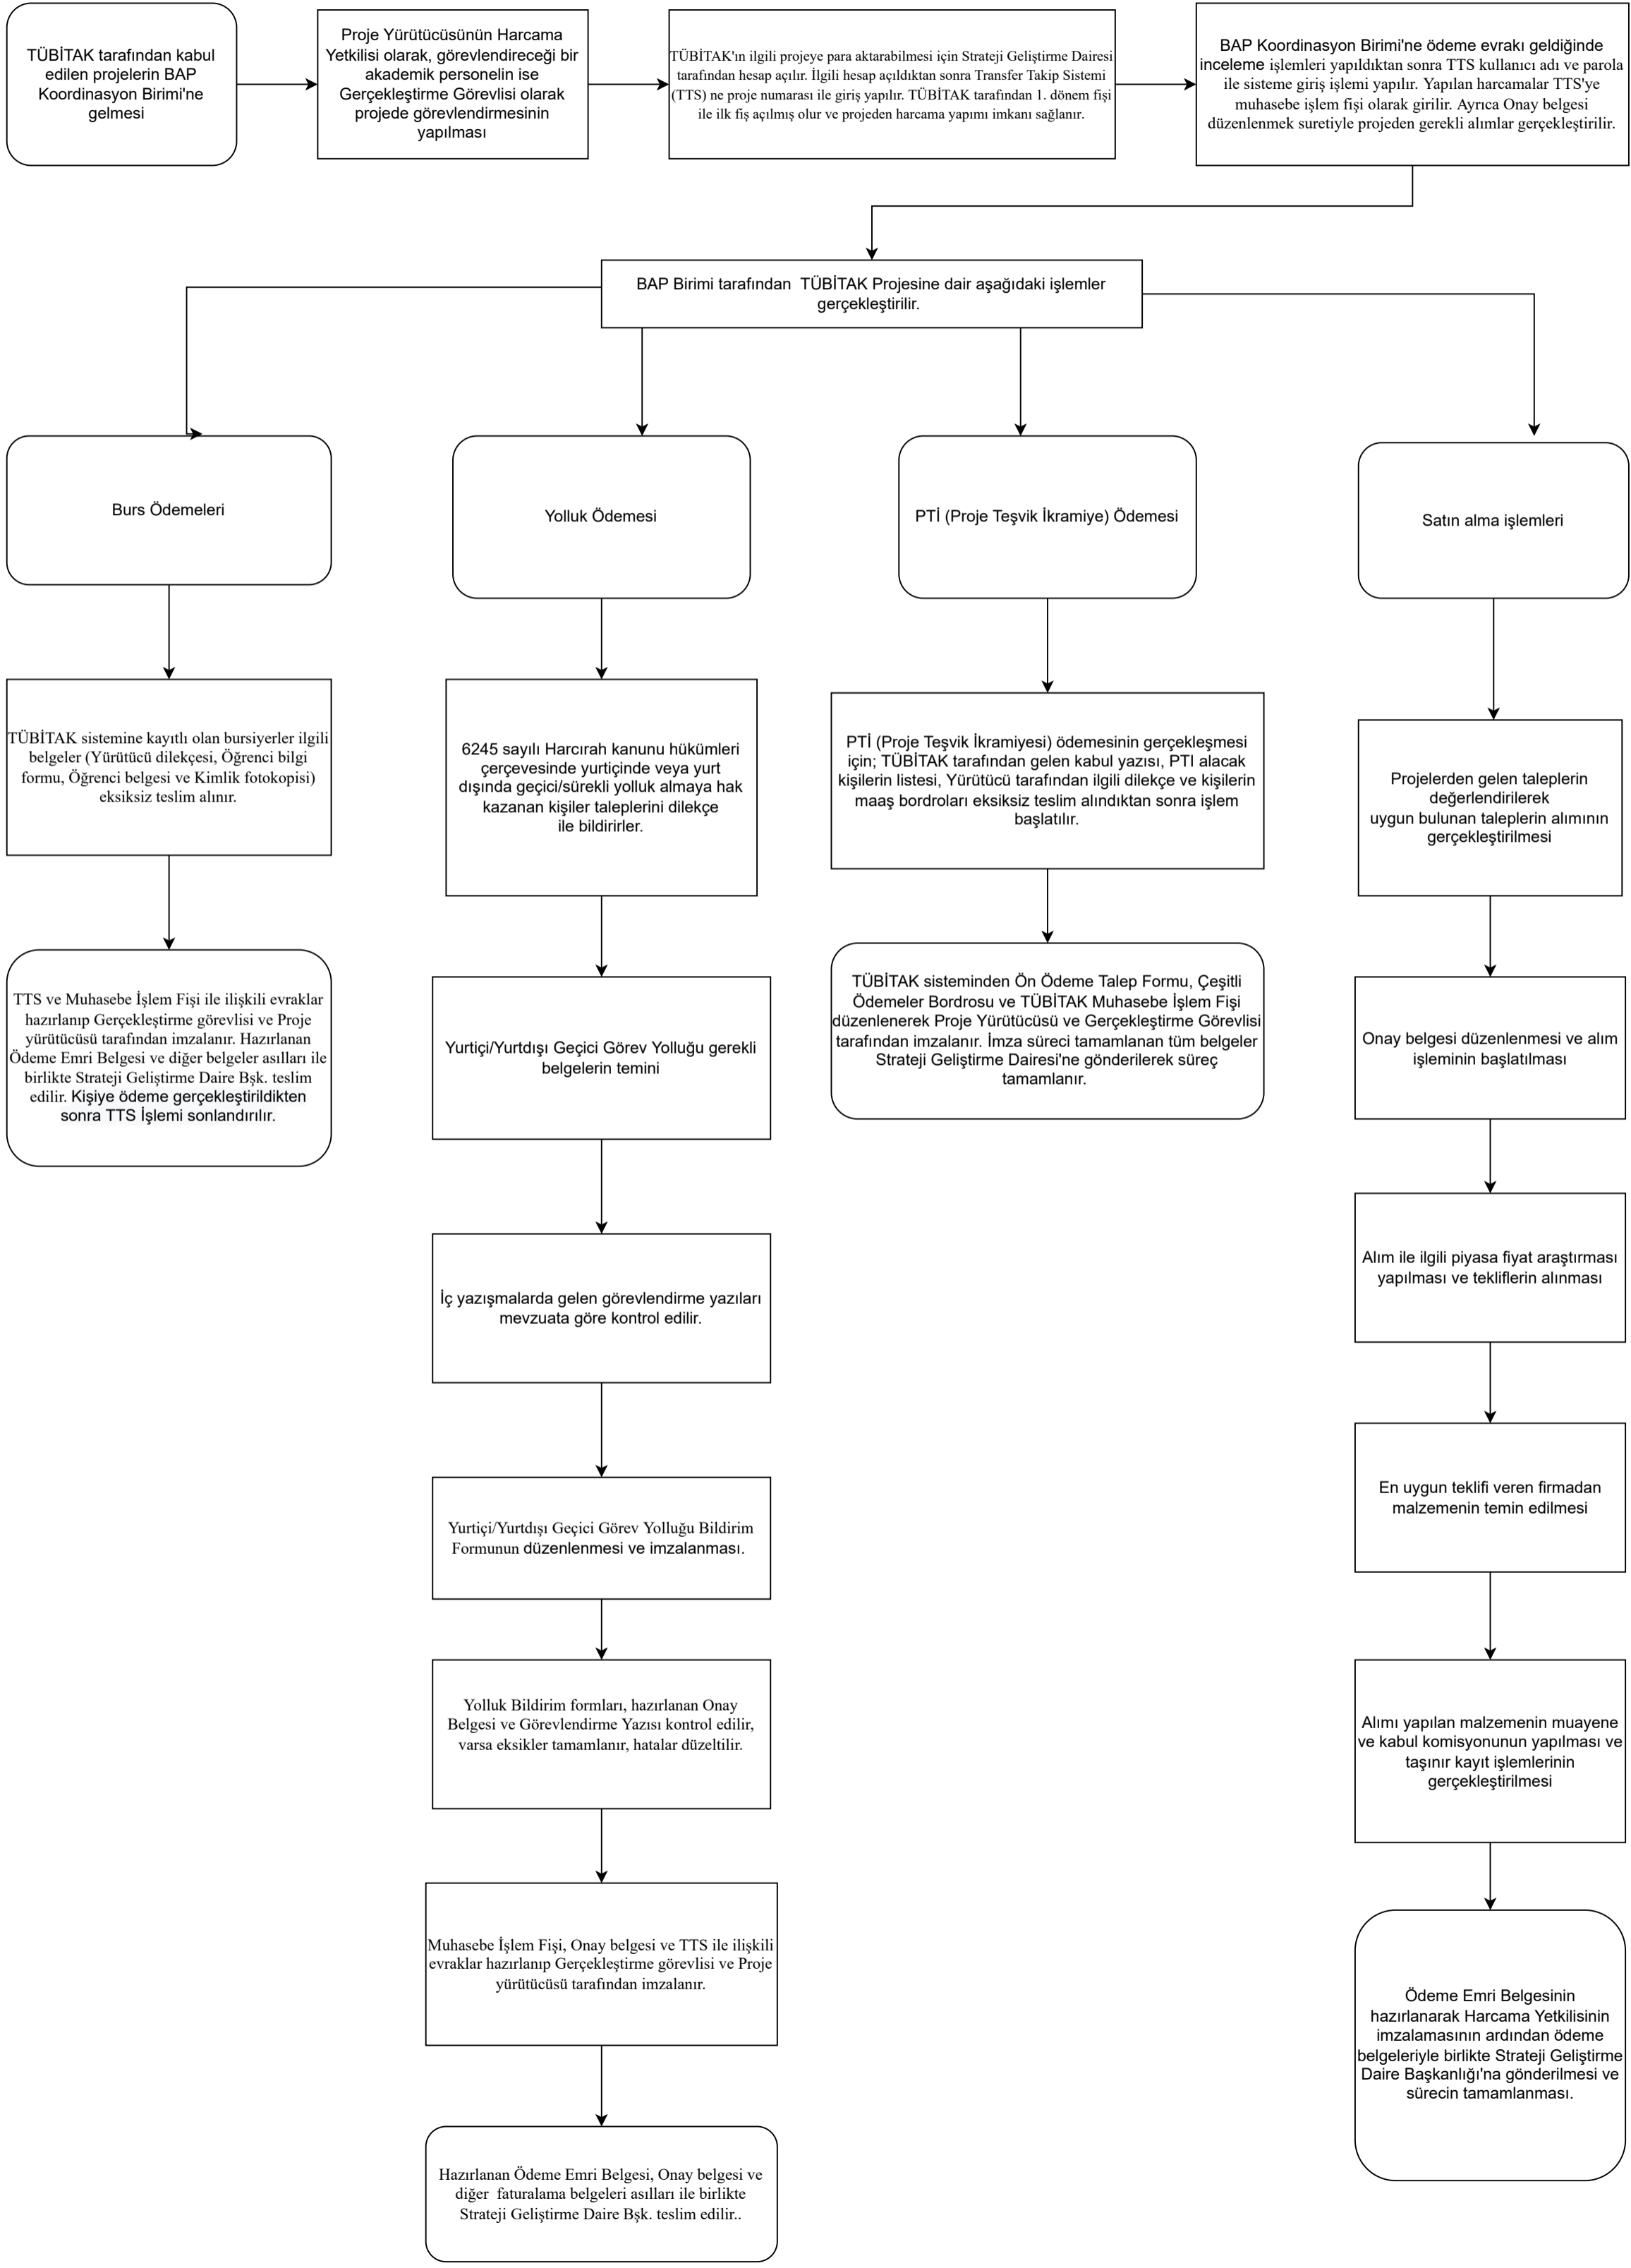 TÜBİTAK tarafından kabul
edilen projelerin BAP
Koordinasyon Birimi'ne
gelmesi
Proje Yürütücüsünün Harcama
Yetkilisi olarak, görevlendireceği bir
akademik personelin ise
Gerçekleştirme Görevlisi olarak
projede görevlendirmesinin
yapılması
TÜBİTAK'ın ilgili projeye para aktarabilmesi için Strateji Geliştirme Dairesi
tarafından hesap açılır. İlgili hesap açıldıktan sonra Transfer Takip Sistemi
(TTS) ne proje numarası ile giriş yapılır. TÜBİTAK tarafından 1. dönem fişi
ile ilk fiş açılmış olur ve projeden harcama yapımı imkanı sağlanır.
BAP Koordinasyon Birimi'ne ödeme evrakı geldiğinde
inceleme işlemleri yapıldıktan sonra TTS kullanıcı adı ve parola
ile sisteme giriş işlemi yapılır. Yapılan harcamalar TTS'ye
muhasebe işlem fişi olarak girilir. Ayrıca Onay belgesi
düzenlenmek suretiyle projeden gerekli alımlar gerçekleştirilir.
BAP Birimi tarafından  TÜBİTAK Projesine dair aşağıdaki işlemler
gerçekleştirilir.
Burs Ödemeleri
Yolluk Ödemesi
PTİ (Proje Teşvik İkramiye) Ödemesi
Satın alma işlemleri
TÜBİTAK sistemine kayıtlı olan bursiyerler ilgili
belgeler (Yürütücü dilekçesi, Öğrenci bilgi
formu, Öğrenci belgesi ve Kimlik fotokopisi)
eksiksiz teslim alınır.
6245 sayılı Harcırah kanunu hükümleri
çerçevesinde yurtiçinde veya yurt
dışında geçici/sürekli yolluk almaya hak
kazanan kişiler taleplerini dilekçe
ile bildirirler.
PTİ (Proje Teşvik İkramiyesi) ödemesinin gerçekleşmesi
için; TÜBİTAK tarafından gelen kabul yazısı, PTI alacak
kişilerin listesi, Yürütücü tarafından ilgili dilekçe ve kişilerin
maaş bordroları eksiksiz teslim alındıktan sonra işlem
başlatılır.
Projelerden gelen taleplerin
değerlendirilerek
uygun bulunan taleplerin alımının
gerçekleştirilmesi
TTS ve Muhasebe İşlem Fişi ile ilişkili evraklar
hazırlanıp Gerçekleştirme görevlisi ve Proje
yürütücüsü tarafından imzalanır. Hazırlanan
Ödeme Emri Belgesi ve diğer belgeler asılları ile
birlikte Strateji Geliştirme Daire Bşk. teslim
edilir. Kişiye ödeme gerçekleştirildikten
sonra TTS İşlemi sonlandırılır.
Yurtiçi/Yurtdışı Geçici Görev Yolluğu gerekli
belgelerin temini
TÜBİTAK sisteminden Ön Ödeme Talep Formu, Çeşitli
Ödemeler Bordrosu ve TÜBİTAK Muhasebe İşlem Fişi
düzenlenerek Proje Yürütücüsü ve Gerçekleştirme Görevlisi
tarafından imzalanır. İmza süreci tamamlanan tüm belgeler
Strateji Geliştirme Dairesi'ne gönderilerek süreç
tamamlanır.
Onay belgesi düzenlenmesi ve alım
işleminin başlatılması
İç yazışmalarda gelen görevlendirme yazıları
mevzuata göre kontrol edilir.
Alım ile ilgili piyasa fiyat araştırması
yapılması ve tekliflerin alınması
Yurtiçi/Yurtdışı Geçici Görev Yolluğu Bildirim
Formunun düzenlenmesi ve imzalanması.
En uygun teklifi veren firmadan
malzemenin temin edilmesi
Yolluk Bildirim formları, hazırlanan Onay
Belgesi ve Görevlendirme Yazısı kontrol edilir,
varsa eksikler tamamlanır, hatalar düzeltilir.
Alımı yapılan malzemenin muayene
ve kabul komisyonunun yapılması ve
taşınır kayıt işlemlerinin
gerçekleştirilmesi
Muhasebe İşlem Fişi, Onay belgesi ve TTS ile ilişkili
evraklar hazırlanıp Gerçekleştirme görevlisi ve Proje
yürütücüsü tarafından imzalanır.
Ödeme Emri Belgesinin
hazırlanarak Harcama Yetkilisinin
imzalamasının ardından ödeme
belgeleriyle birlikte Strateji Geliştirme
Daire Başkanlığı'na gönderilmesi ve
sürecin tamamlanması.
Hazırlanan Ödeme Emri Belgesi, Onay belgesi ve
diğer  faturalama belgeleri asılları ile birlikte
Strateji Geliştirme Daire Bşk. teslim edilir..